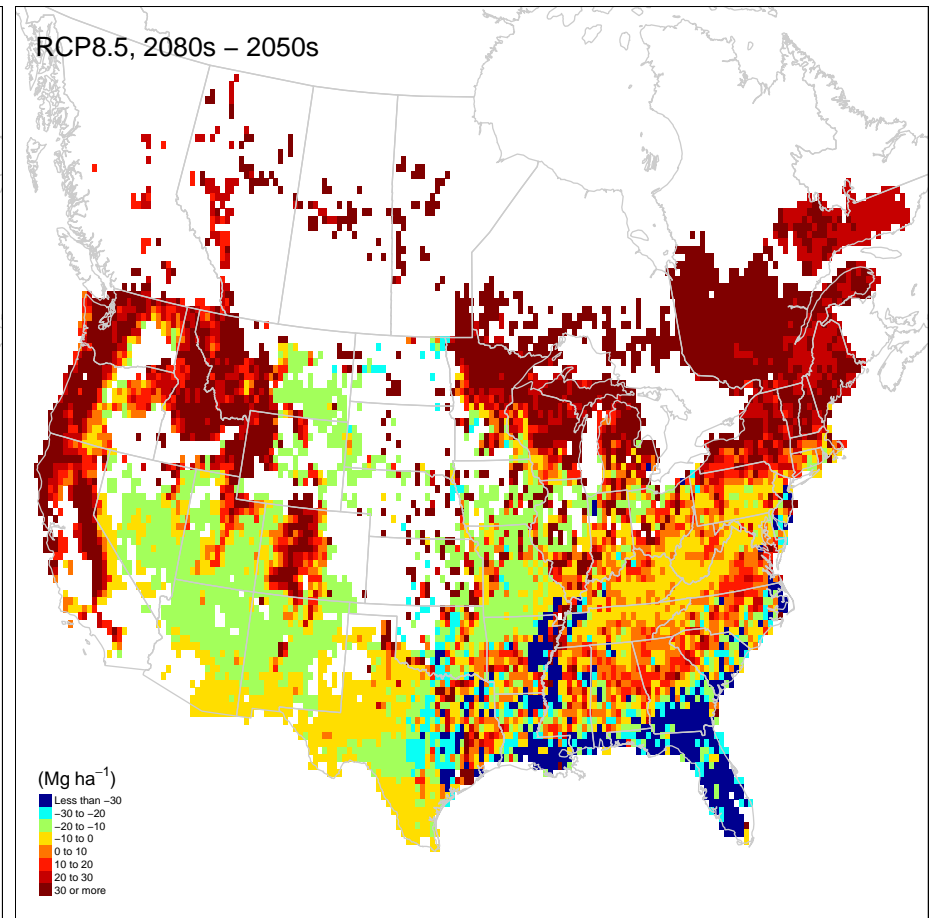 RCP8.5, 2080s − 2050s
(Mg ha⁻¹)
Less than −30
−30 to −20
−20 to −10
−10 to 0
0 to 10
10 to 20
20 to 30
30 or more